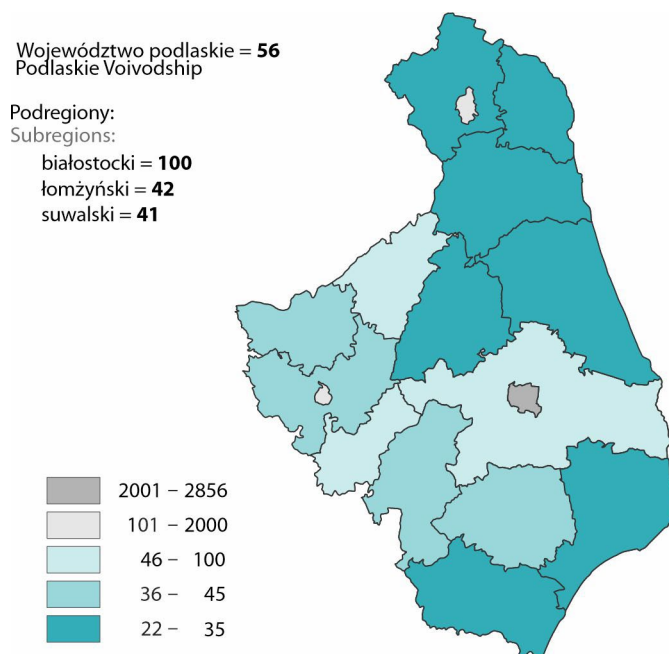 Województwo podlaskie = 56
Podlaskie Voivodship
Podregiony:
Subregions:
białostocki = 100
łomżyński = 42
suwalski = 41
2001 – 2856
101 – 2000
46 – 100
36 – 45
22 – 35